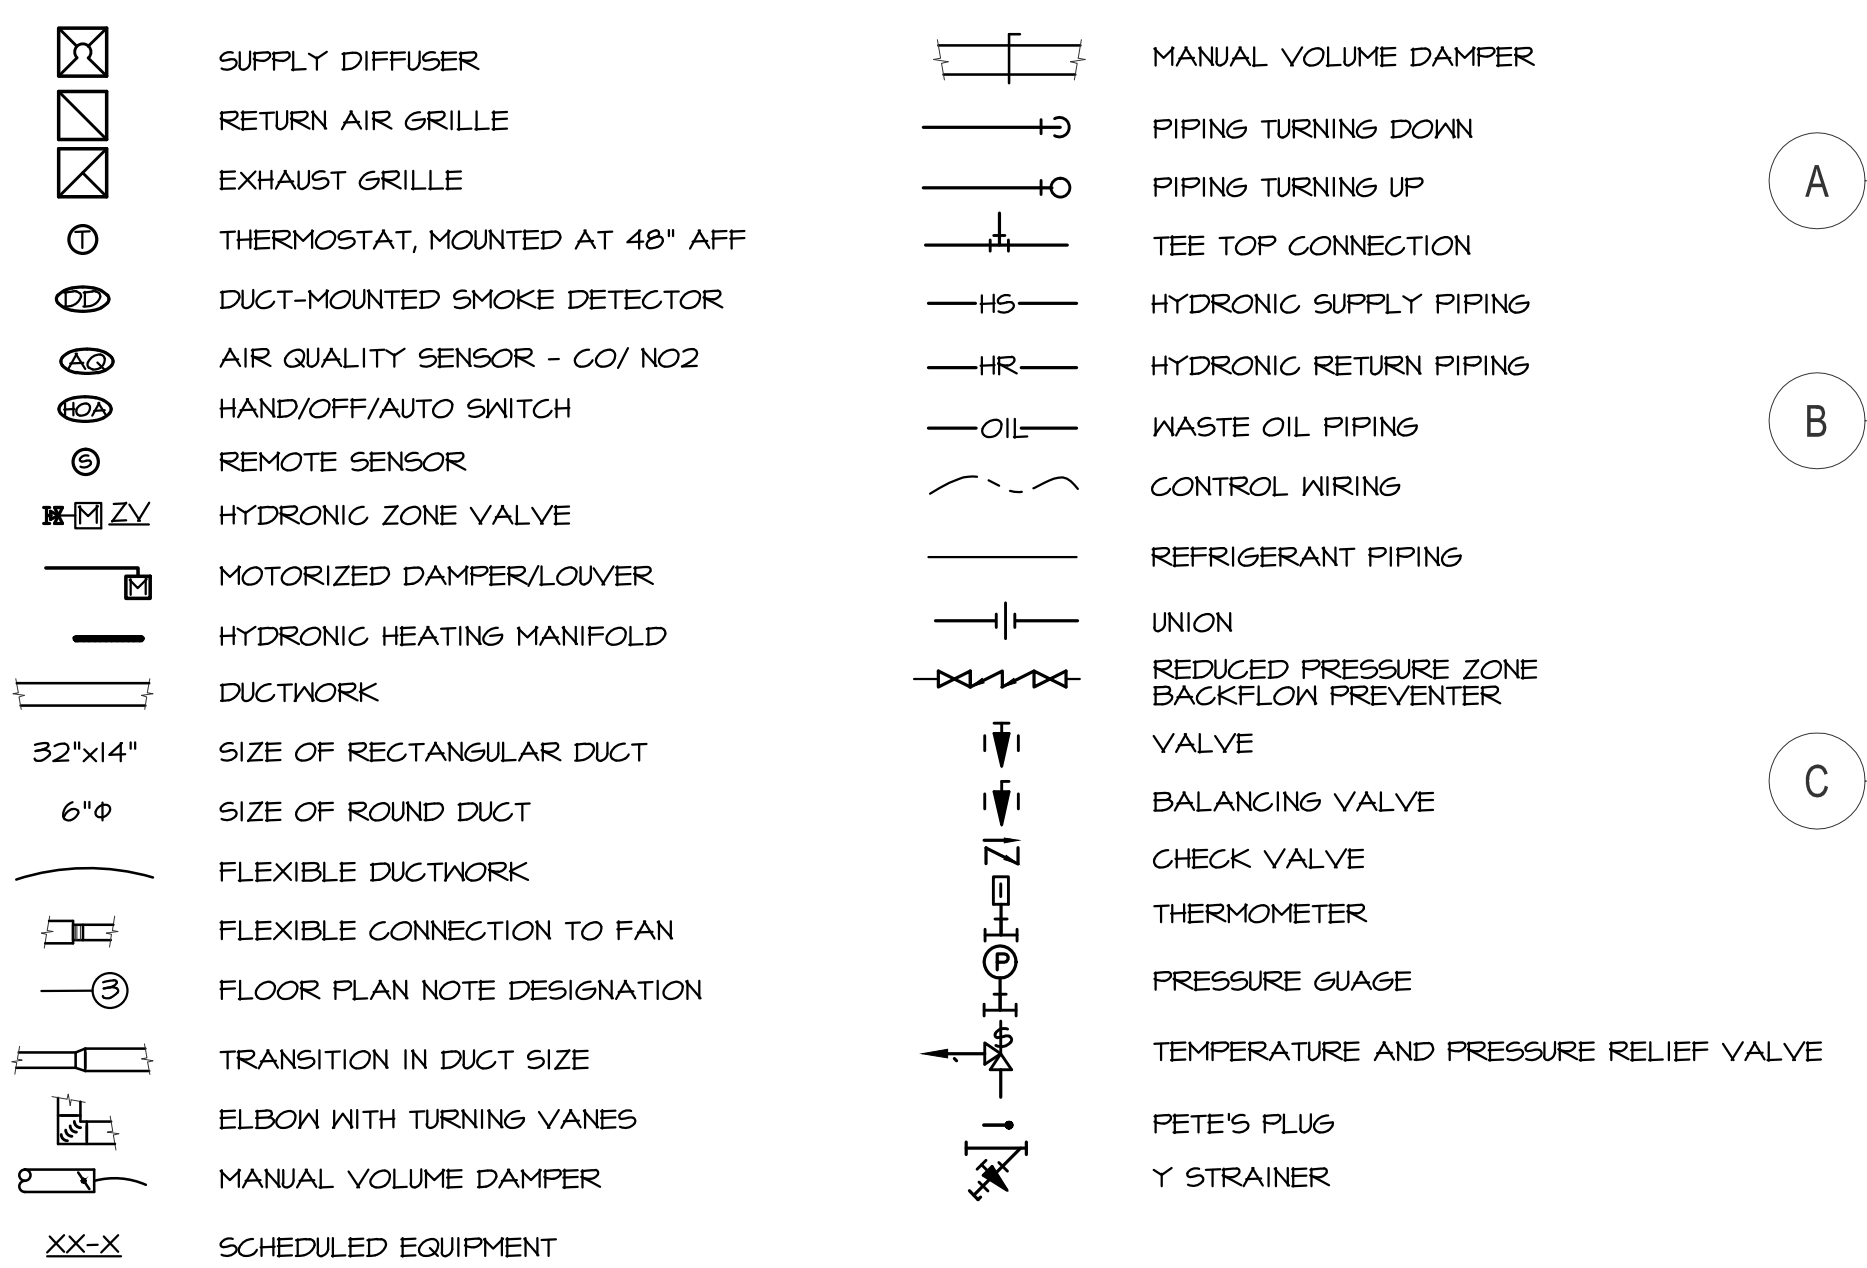 SUPPLY DIFFUSER
RETURN AIR GRILLE
EXHAUST GRILLE
T THERMOSTAT, MOUNTED AT 48" AFF
DD DUCT-MOUNTED SMOKE DETECTOR
AQ AIR QUALITY SENSOR - CO/ NO2
HOA HAND/OFF/AUTO SWITCH
S REMOTE SENSOR
M ZV HYDRONIC ZONE VALVE
M MOTORIZED DAMPER/LOUVER
HYDRONIC HEATING MANIFOLD
DUCTWORK
32"x14" SIZE OF RECTANGULAR DUCT
6"Φ SIZE OF ROUND DUCT
FLEXIBLE DUCTWORK
FLEXIBLE CONNECTION TO FAN
3 FLOOR PLAN NOTE DESIGNATION
TRANSITION IN DUCT SIZE
ELBOW WITH TURNING VANES
MANUAL VOLUME DAMPER
XX-X SCHEDULED EQUIPMENT
MANUAL VOLUME DAMPER
PIPING TURNING DOWN
PIPING TURNING UP
TEE TOP CONNECTION
HS HYDRONIC SUPPLY PIPING
HR HYDRONIC RETURN PIPING
OIL WASTE OIL PIPING
CONTROL WIRING
REFRIGERANT PIPING
UNION
REDUCED PRESSURE ZONE
BACKFLOW PREVENTER
VALVE
BALANCING VALVE
CHECK VALVE
THERMOMETER
P PRESSURE GUAGE
S TEMPERATURE AND PRESSURE RELIEF VALVE
PETE'S PLUG
Y STRAINER
A
B
C